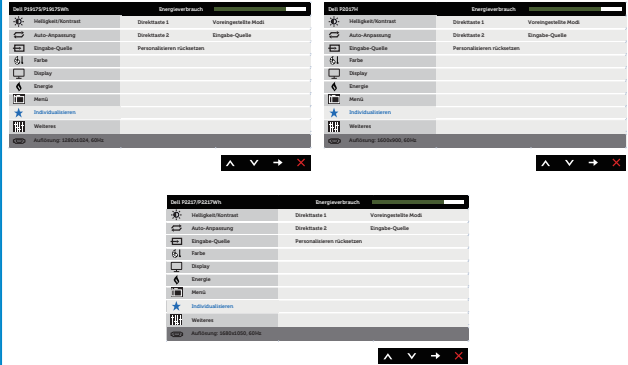 Dell P1917S/P1917SWh Energieverbrauch
Helligkeit/Kontrast Direkttaste 1 Voreingestellte Modi
Auto-Anpassung Direkttaste 2 Eingabe-Quelle
Eingabe-Quelle Personalisieren rücksetzen
Farbe
Display
Energie
Menü
Individualisieren
Weiteres
Auflösung: 1280x1024, 60Hz
Dell P2017H Energieverbrauch
Helligkeit/Kontrast Direkttaste 1 Voreingestellte Modi
Auto-Anpassung Direkttaste 2 Eingabe-Quelle
Eingabe-Quelle Personalisieren rücksetzen
Farbe
Display
Energie
Menü
Individualisieren
Weiteres
Auflösung: 1600x900, 60Hz
Dell P2217/P2217Wh Energieverbrauch
Helligkeit/Kontrast Direkttaste 1 Voreingestellte Modi
Auto-Anpassung Direkttaste 2 Eingabe-Quelle
Eingabe-Quelle Personalisieren rücksetzen
Farbe
Display
Energie
Menü
Individualisieren
Weiteres
Auflösung: 1680x1050, 60Hz